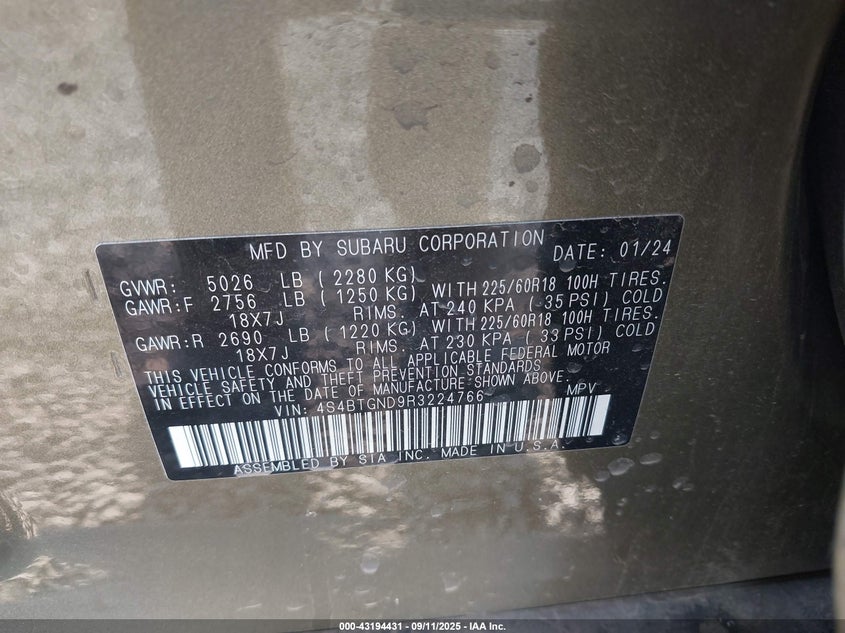 MFD BY SUBARU CORPORATION DATE: 01/24
GVWR: 5026 LB (2280 KG)
GAWR:F 2756 LB (1250 KG) WITH 225/60R18 100H TIRES.
18X7J RIMS. AT 240 KPA (35 PSI) COLD
GAWR:R 2690 LB (1220 KG) WITH 225/60R18 100H TIRES.
18X7J RIMS. AT 230 KPA (33 PSI) COLD
THIS VEHICLE CONFORMS TO ALL APPLICABLE FEDERAL MOTOR
VEHICLE SAFETY AND THEFT PREVENTION STANDARDS
IN EFFECT ON THE DATE OF MANUFACTURE SHOWN ABOVE.
VIN: 4S4BTGND9R3224766 MPV
ASSEMBLED BY SIA INC. MADE IN U.S.A.
000-43194431 - 09/11/2025 - IAA Inc.